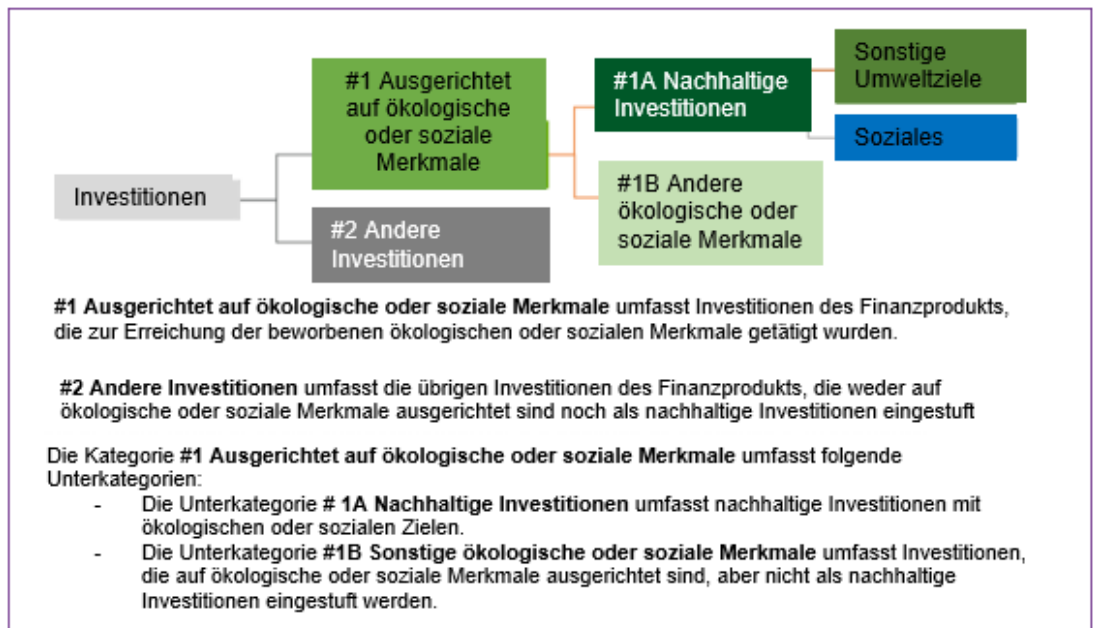 Sonstige
Umweltziele
#1 Ausgerichtet
auf ökologische
oder soziale
Merkmale
#1A Nachhaltige
Investitionen
Soziales
Investitionen
#1B Andere
ökologische oder
soziale Merkmale
#2 Andere
Investitionen
#1 Ausgerichtet auf ökologische oder soziale Merkmale umfasst Investitionen des Finanzprodukts,
die zur Erreichung der beworbenen ökologischen oder sozialen Merkmale getätigt wurden.
#2 Andere Investitionen umfasst die übrigen Investitionen des Finanzprodukts, die weder auf
ökologische oder soziale Merkmale ausgerichtet sind noch als nachhaltige Investitionen eingestuft
Die Kategorie #1 Ausgerichtet auf ökologische oder soziale Merkmale umfasst folgende
Unterkategorien:
- Die Unterkategorie # 1A Nachhaltige Investitionen umfasst nachhaltige Investitionen mit
ökologischen oder sozialen Zielen.
- Die Unterkategorie #1B Sonstige ökologische oder soziale Merkmale umfasst Investitionen,
die auf ökologische oder soziale Merkmale ausgerichtet sind, aber nicht als nachhaltige
Investitionen eingestuft werden.